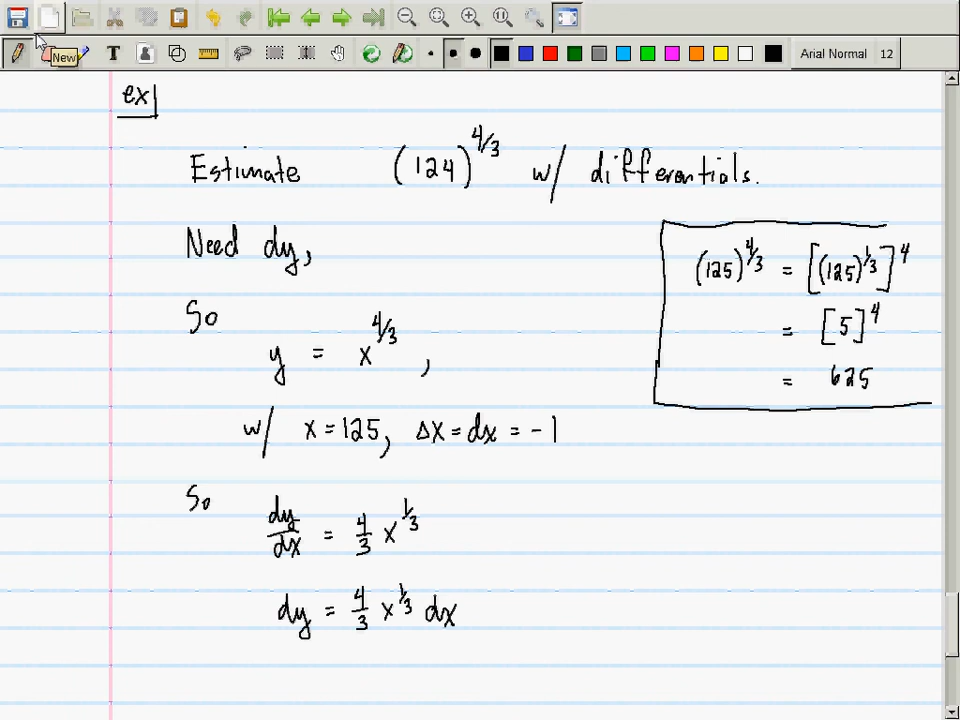 New
T
Arial Normal 12
ex
Estimate (124)^{4/3} w/ differentials.
Need dy,
So
y = x^{4/3},
w/ x = 125, Δx = dx = -1
So
dy/dx = 4/3 x^{1/3}
dy = 4/3 x^{1/3} dx
(125)^{4/3} = [(125)^{1/3}]^4
= [5]^4
= 625